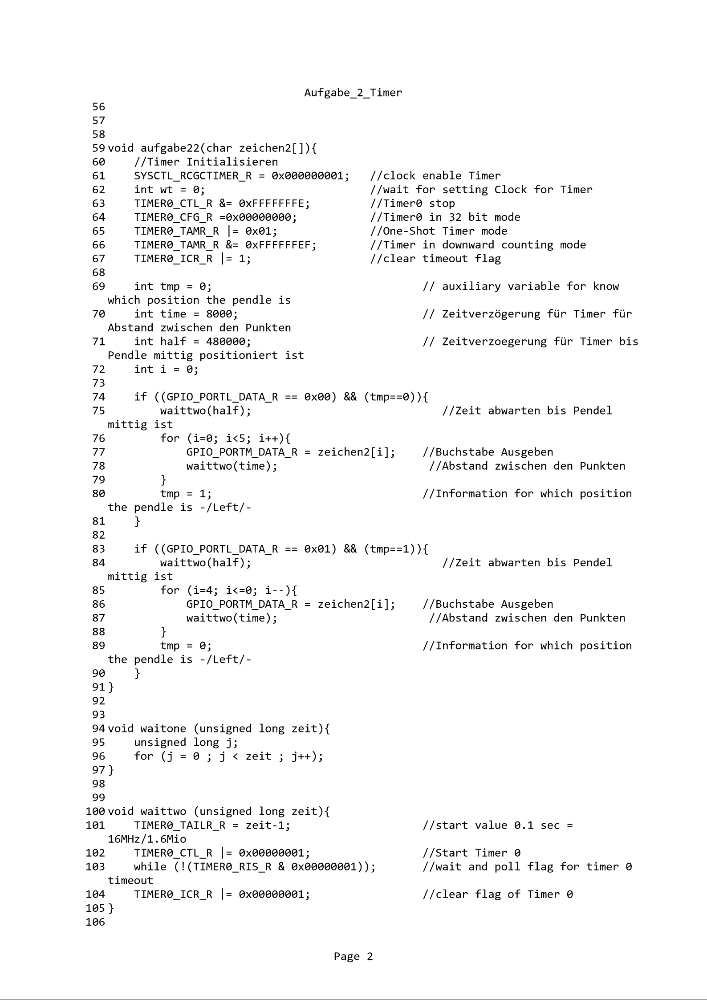 Aufgabe_2_Timer
56
57
58
59 void aufgabe22(char zeichen2[]){
60     //Timer Initialisieren
61     SYSCTL_RCGCTIMER_R = 0x000000001;   //clock enable Timer
62     int wt = 0;                         //wait for setting Clock for Timer
63     TIMER0_CTL_R &= 0xFFFFFFFE;         //Timer0 stop
64     TIMER0_CFG_R =0x00000000;           //Timer0 in 32 bit mode
65     TIMER0_TAMR_R |= 0x01;              //One-Shot Timer mode
66     TIMER0_TAMR_R &= 0xFFFFFFEF;        //Timer in downward counting mode
67     TIMER0_ICR_R |= 1;                  //clear timeout flag
68
69     int tmp = 0;                                // auxiliary variable for know
which position the pendle is
70     int time = 8000;                            // Zeitverzögerung für Timer für
Abstand zwischen den Punkten
71     int half = 480000;                          // Zeitverzoegerung für Timer bis
Pendle mittig positioniert ist
72     int i = 0;
73
74     if ((GPIO_PORTL_DATA_R == 0x00) && (tmp==0)){
75         waittwo(half);                             //Zeit abwarten bis Pendel
mittig ist
76         for (i=0; i<5; i++){
77             GPIO_PORTM_DATA_R = zeichen2[i];    //Buchstabe Ausgeben
78             waittwo(time);                       //Abstand zwischen den Punkten
79         }
80         tmp = 1;                                //Information for which position
the pendle is -/Left/-
81     }
82
83     if ((GPIO_PORTL_DATA_R == 0x01) && (tmp==1)){
84         waittwo(half);                             //Zeit abwarten bis Pendel
mittig ist
85         for (i=4; i<=0; i--){
86             GPIO_PORTM_DATA_R = zeichen2[i];    //Buchstabe Ausgeben
87             waittwo(time);                       //Abstand zwischen den Punkten
88         }
89         tmp = 0;                                //Information for which position
the pendle is -/Left/-
90     }
91 }
92
93
94 void waitone (unsigned long zeit){
95     unsigned long j;
96     for (j = 0 ; j < zeit ; j++);
97 }
98
99
100 void waittwo (unsigned long zeit){
101     TIMER0_TAILR_R = zeit-1;                    //start value 0.1 sec =
16MHz/1.6Mio
102     TIMER0_CTL_R |= 0x00000001;                 //Start Timer 0
103     while (!(TIMER0_RIS_R & 0x00000001));       //wait and poll flag for timer 0
timeout
104     TIMER0_ICR_R |= 0x00000001;                 //clear flag of Timer 0
105 }
106
Page 2